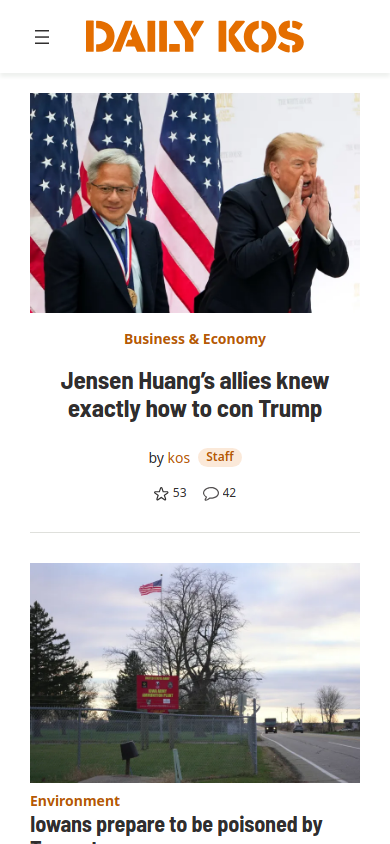 DAILY KOS
Business & Economy
Jensen Huang’s allies knew
exactly how to con Trump
by kos Staff
53 42
Environment
Iowans prepare to be poisoned by